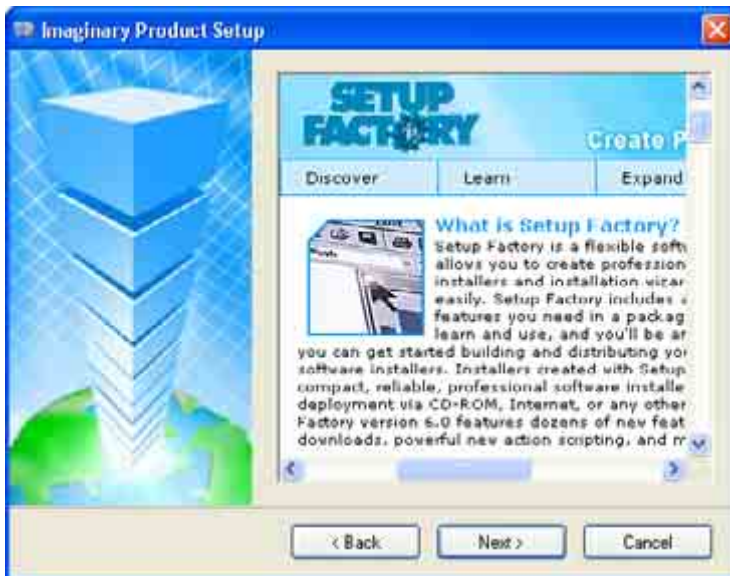 Imaginary Product Setup
SETUP
FACTORY
Create P
Discover Learn Expand
What is Setup Factory?
Setup Factory is a flexible softw
allows you to create profession
installers and installation wizar
easily. Setup Factory includes a
features you need in a packag
learn and use, and you'll be ar
you can get started building and distributing you
software installers. Installers created with Setup
compact, reliable, professional software installe
deployment via CD-ROM, Internet, or any other
Factory version 6.0 features dozens of new feat
downloads, powerful new action scripting, and m
< Back Next > Cancel